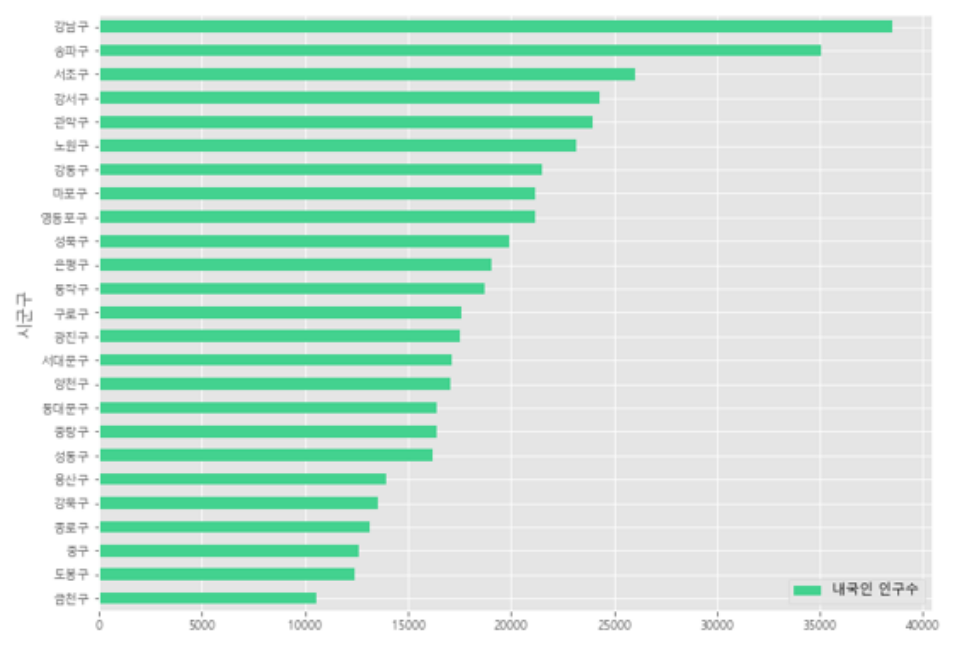 강남구
송파구
서초구
강서구
관악구
노원구
강동구
마포구
영등포구
성북구
은평구
동작구
구로구
광진구
서대문구
양천구
동대문구
중랑구
성동구
용산구
강북구
종로구
중구
도봉구
금천구
시군구
내국인 인구수
0 5000 10000 15000 20000 25000 30000 35000 40000